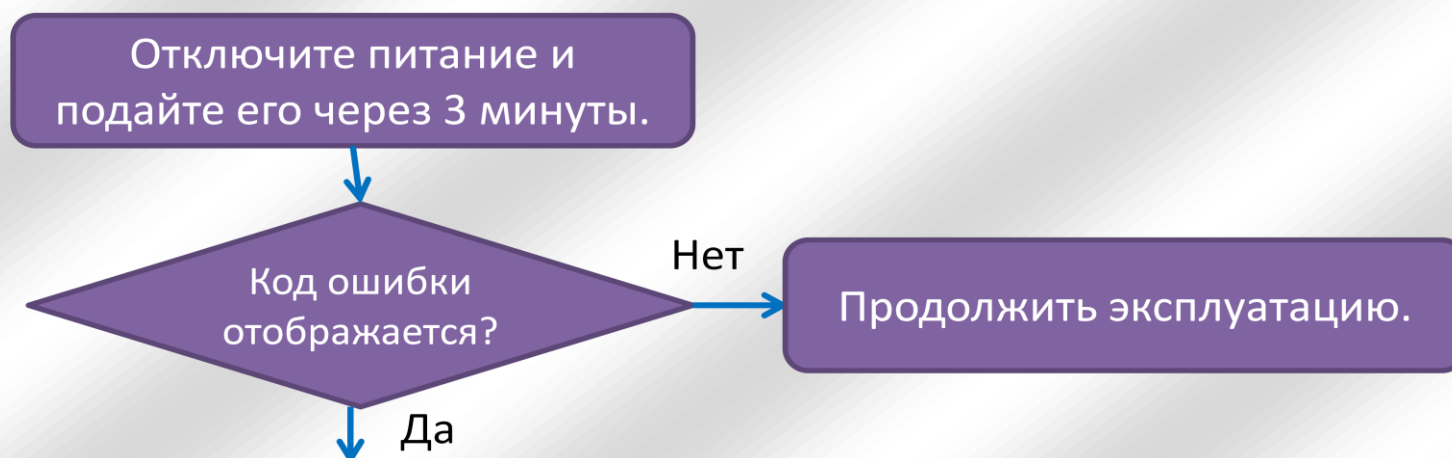 Отключите питание и
подайте его через 3 минуты.
Код ошибки
отображается?
Нет
Продолжить эксплуатацию.
Да